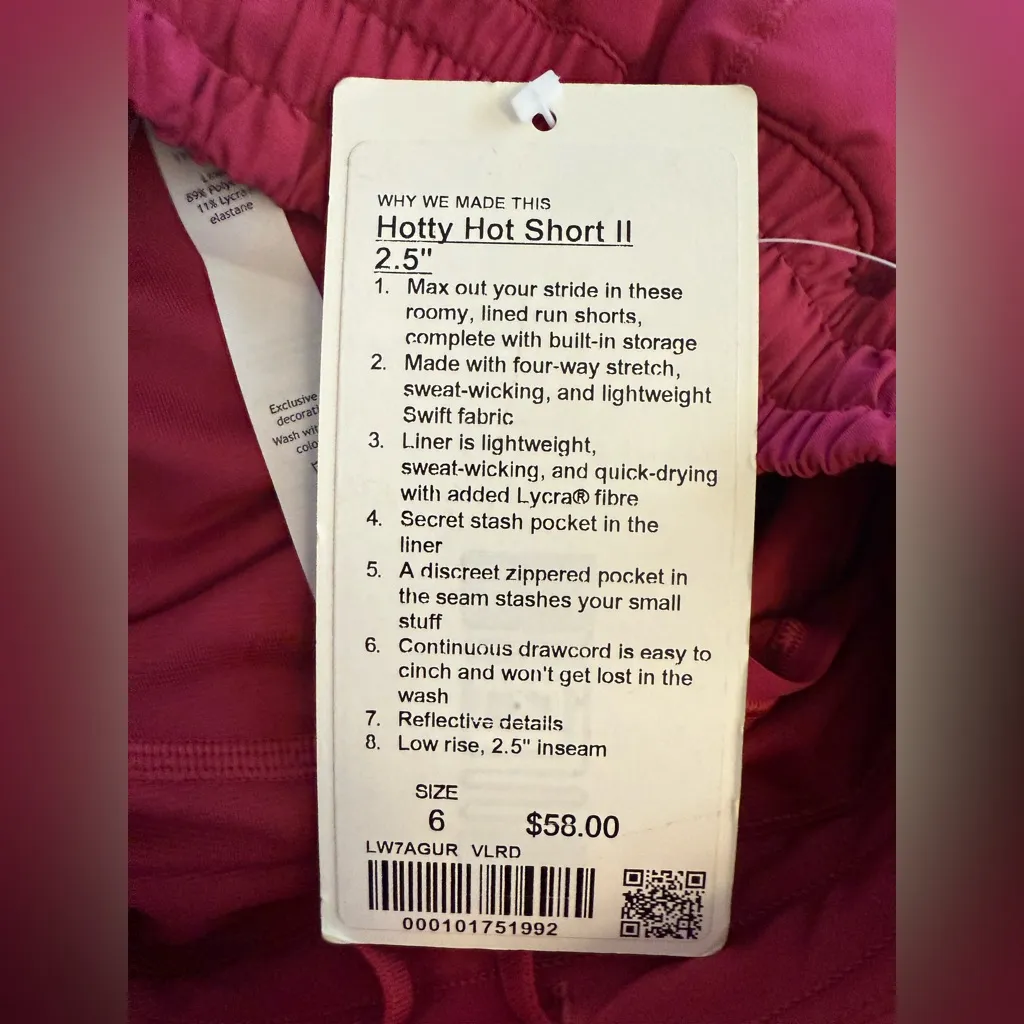 89% Poly
11% Lycra
elastane
Exclusive
decorati
Wash wit
colo
WHY WE MADE THIS
Hotty Hot Short II
2.5"
1. Max out your stride in these
roomy, lined run shorts,
complete with built-in storage
2. Made with four-way stretch,
sweat-wicking, and lightweight
Swift fabric
3. Liner is lightweight,
sweat-wicking, and quick-drying
with added Lycra® fibre
4. Secret stash pocket in the
liner
5. A discreet zippered pocket in
the seam stashes your small
stuff
6. Continuous drawcord is easy to
cinch and won't get lost in the
wash
7. Reflective details
8. Low rise, 2.5" inseam
SIZE
6 $58.00
LW7AGUR VLRD
000101751992